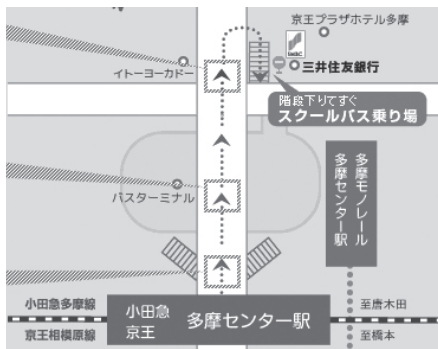 京王プラザホテル多摩
SMBC
三井住友銀行
イトーヨーカドー
階段下りてすぐ
スクールバス乗り場
バスターミナル
多摩モノレール
多摩センター駅
小田急多摩線
京王相模原線
小田急
京王
多摩センター駅
至唐木田
至橋本